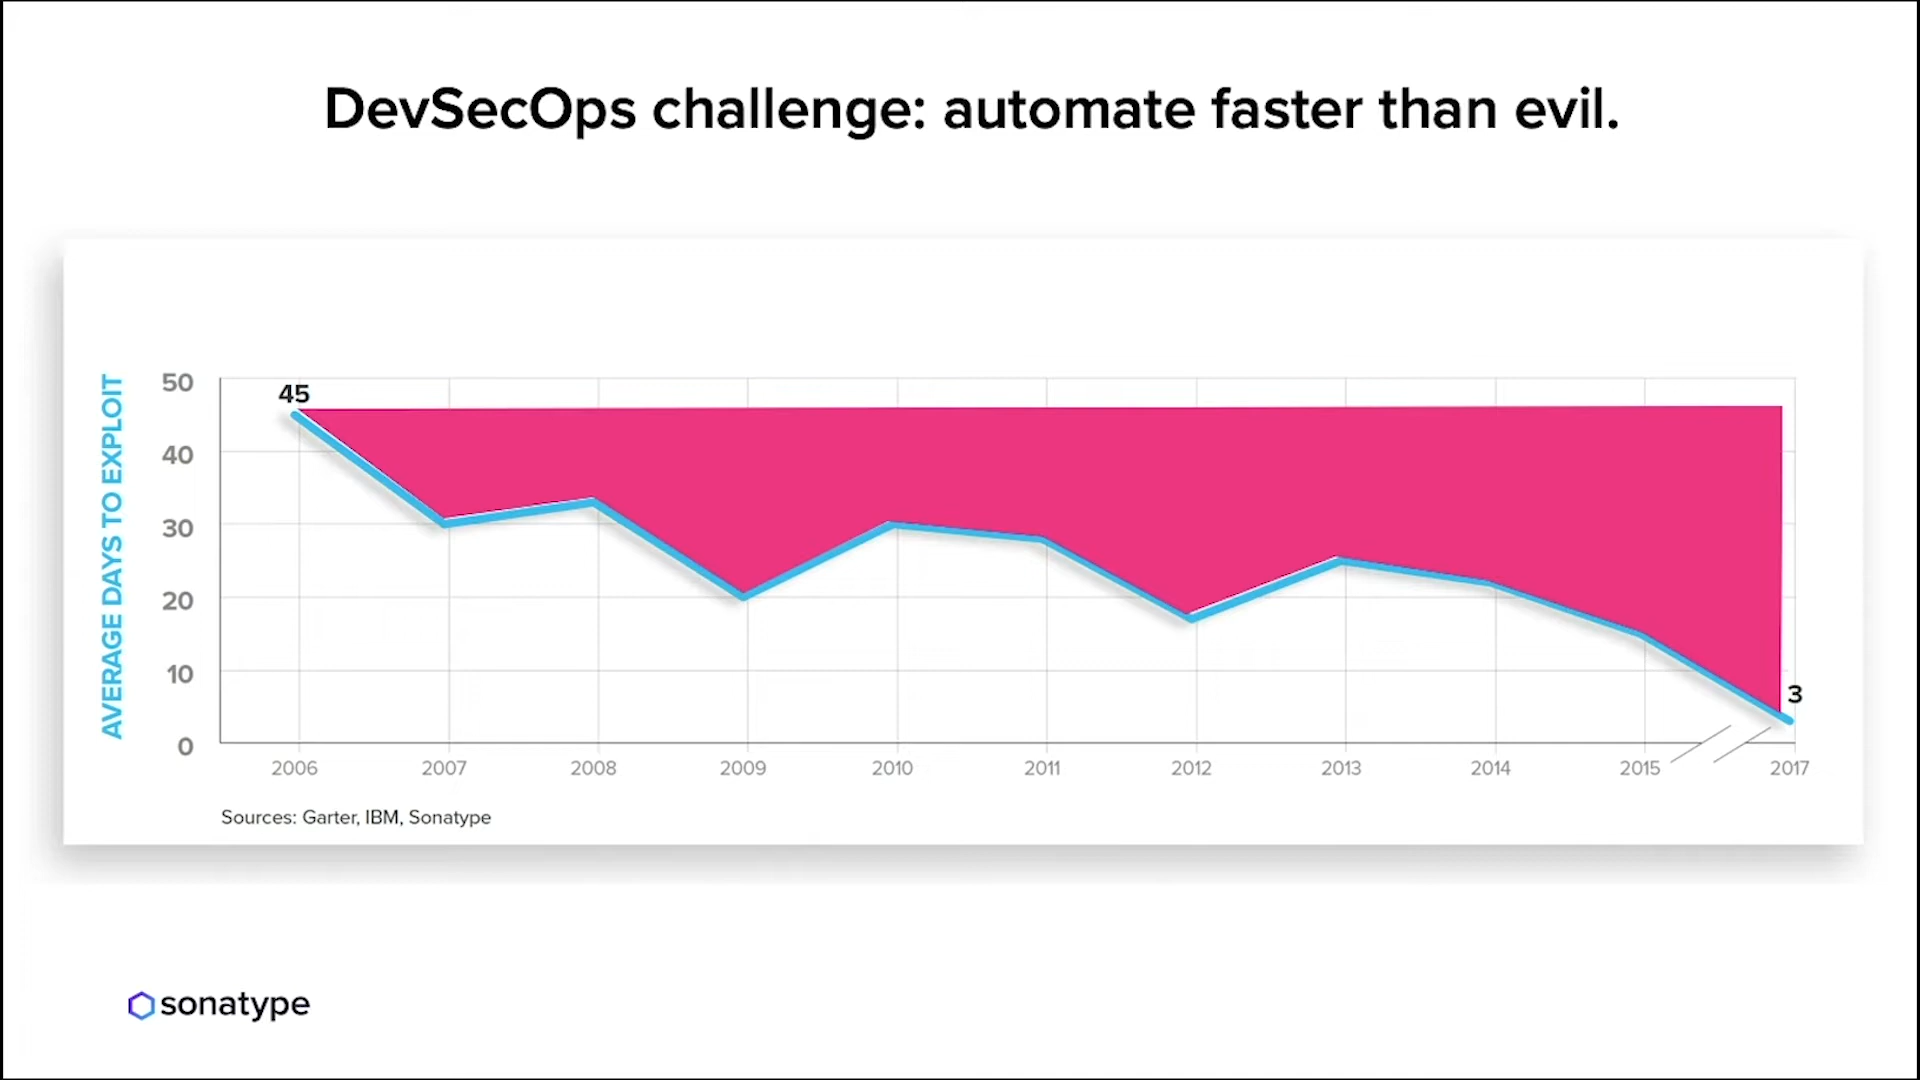 DevSecOps challenge: automate faster than evil.
AVERAGE DAYS TO EXPLOIT
50
40
30
20
10
0
45
3
2006 2007 2008 2009 2010 2011 2012 2013 2014 2015 2017
Sources: Garter, IBM, Sonatype
sonatype